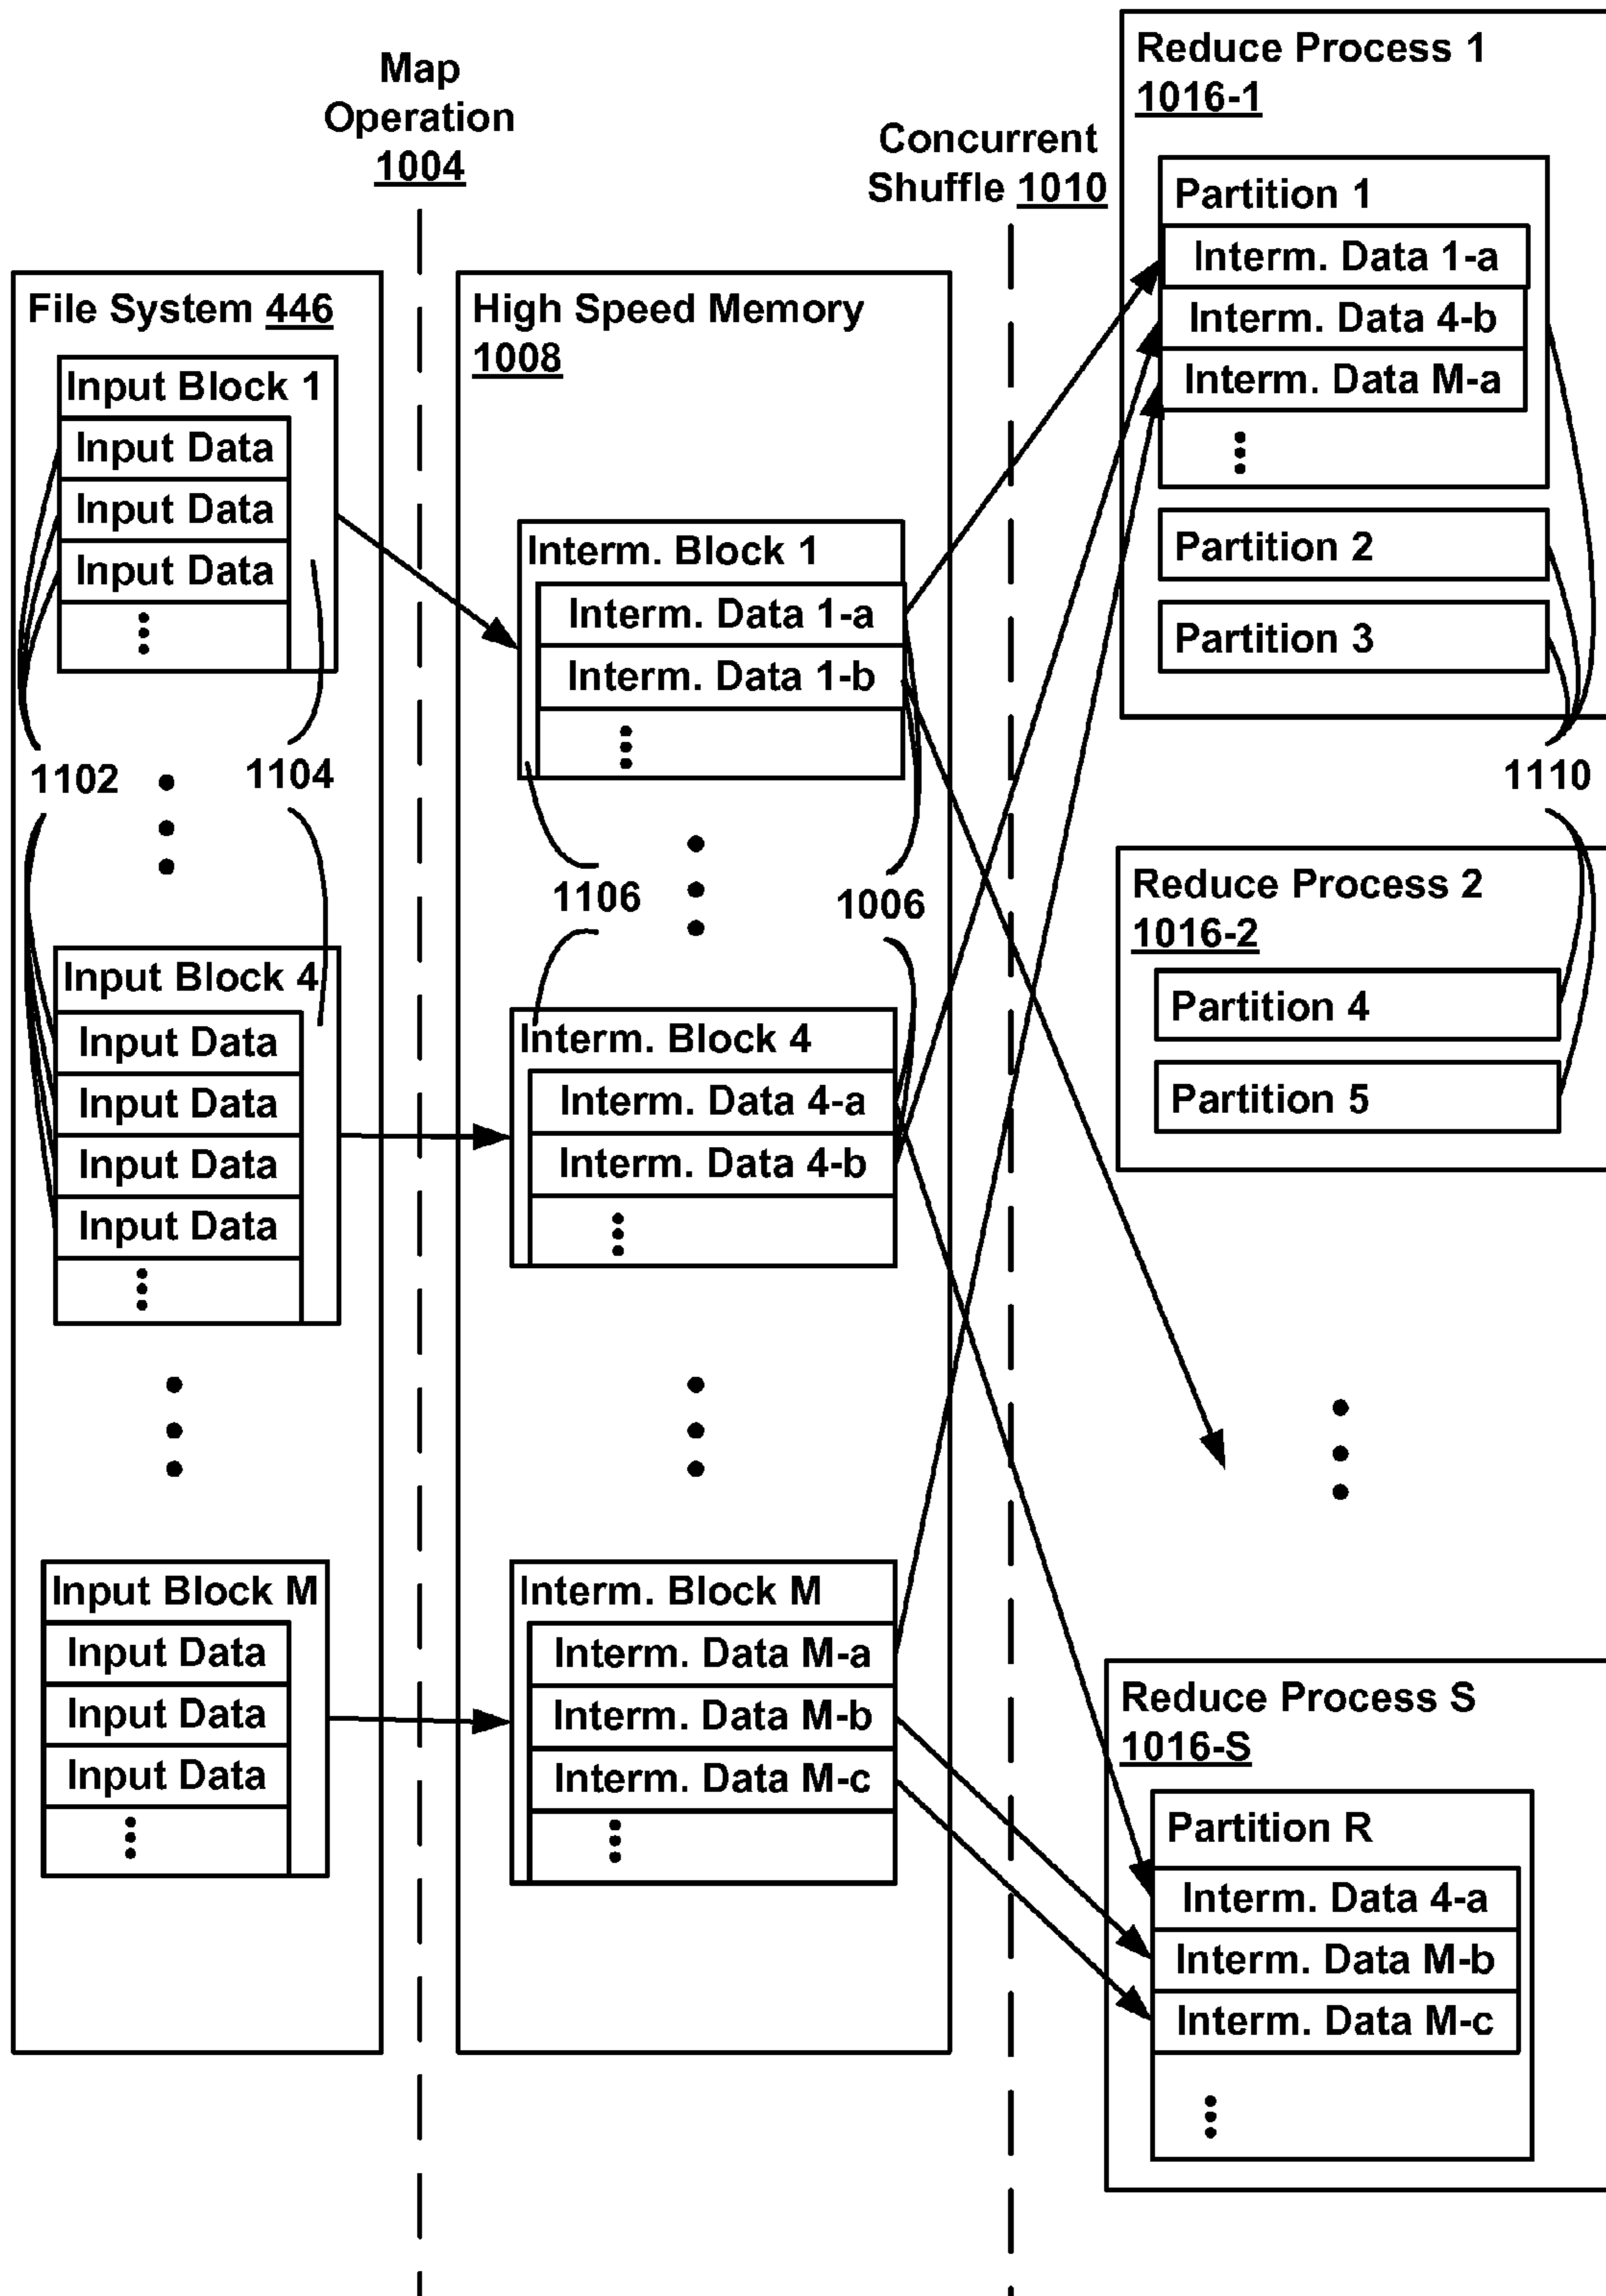 Map
Operation
1004
Concurrent
Shuffle 1010
File System 446
Input Block 1
Input Data
Input Data
Input Data
1102
1104
Input Block 4
Input Data
Input Data
Input Data
Input Data
Input Block M
Input Data
Input Data
Input Data
High Speed Memory
1008
Interm. Block 1
Interm. Data 1-a
Interm. Data 1-b
1106
1006
Interm. Block 4
Interm. Data 4-a
Interm. Data 4-b
Interm. Block M
Interm. Data M-a
Interm. Data M-b
Interm. Data M-c
Reduce Process 1
1016-1
Partition 1
Interm. Data 1-a
Interm. Data 4-b
Interm. Data M-a
Partition 2
Partition 3
1110
Reduce Process 2
1016-2
Partition 4
Partition 5
Reduce Process S
1016-S
Partition R
Interm. Data 4-a
Interm. Data M-b
Interm. Data M-c